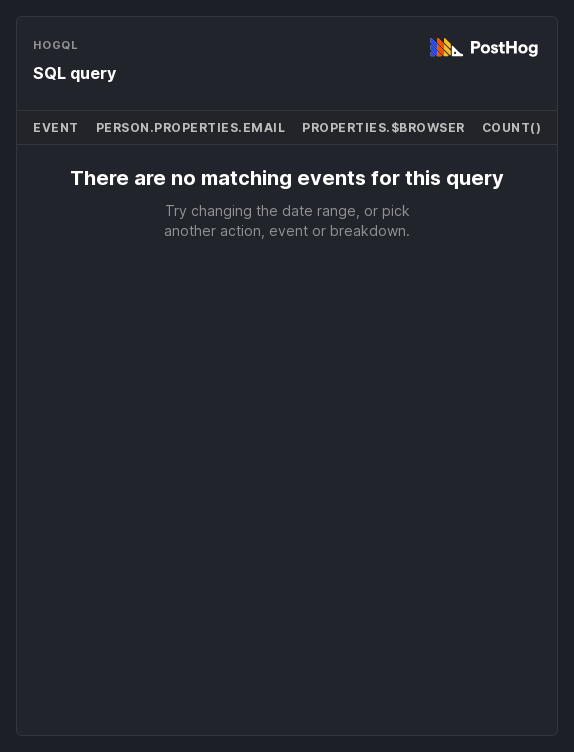 HOGQL
PostHog
SQL query
EVENT PERSON.PROPERTIES.EMAIL PROPERTIES.$BROWSER COUNT()
There are no matching events for this query
Try changing the date range, or pick
another action, event or breakdown.